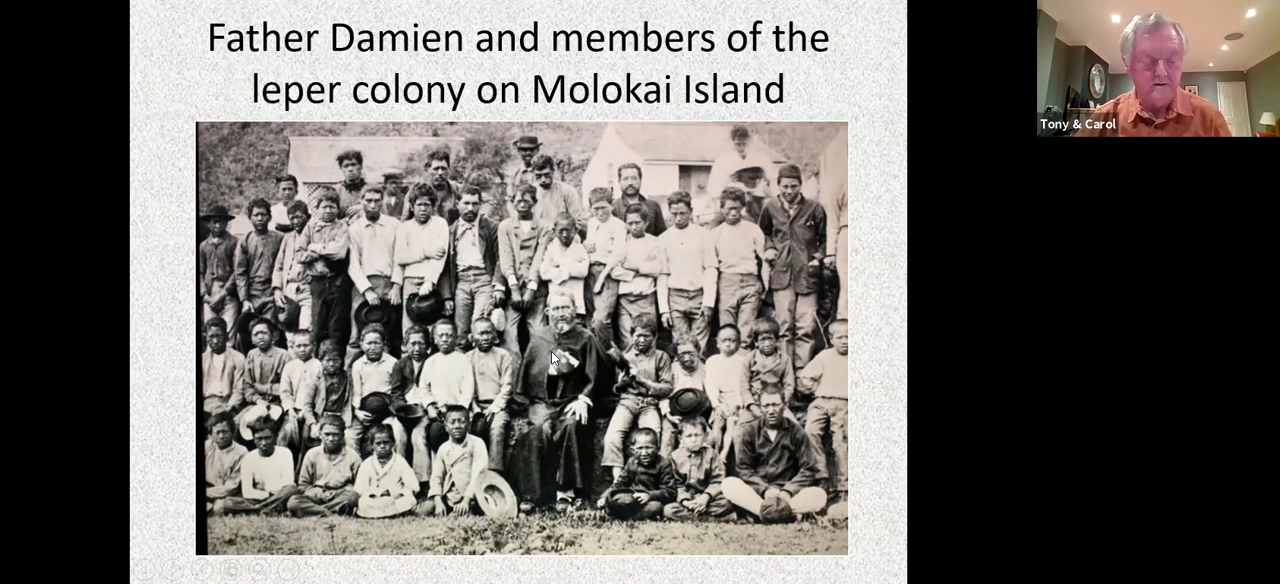 Father Damien and members of the
leper colony on Molokai Island
Tony & Carol